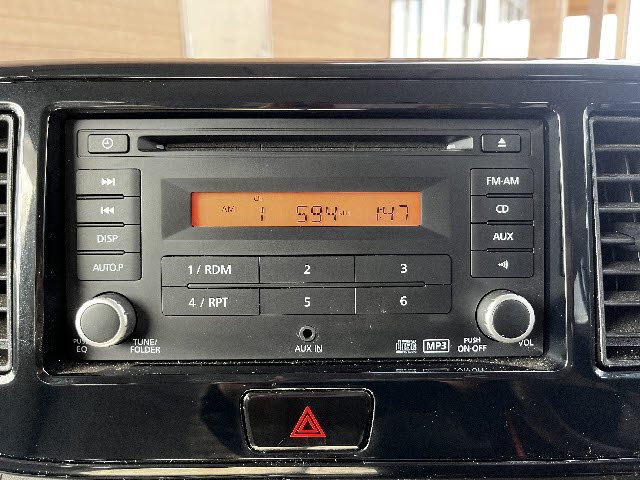 FM-AM
AM 1 594 1:47
CD
DISP
AUX
AUTO.P
1 / RDM 2 3
4 / RPT 5 6
PUSH EQ
TUNE/
FOLDER
AUX IN
MP3
PUSH
ON·OFF
VOL